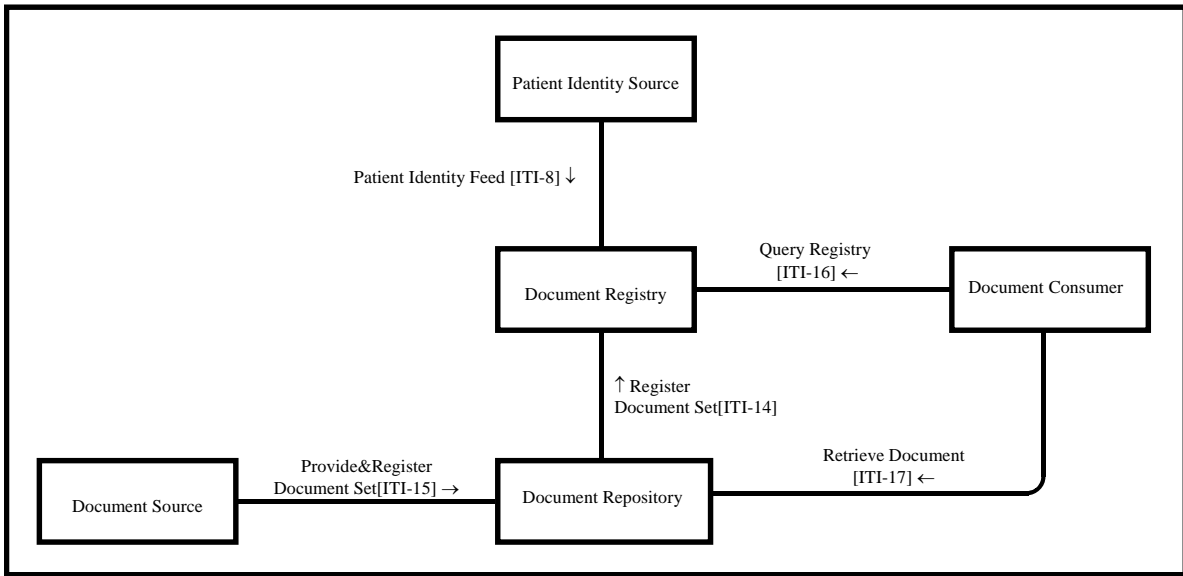 Patient Identity Source
Patient Identity Feed [ITI-8] ↓
Query Registry
[ITI-16] ←
Document Registry
Document Consumer
↑ Register
Document Set[ITI-14]
Provide&Register
Document Set[ITI-15] →
Retrieve Document
[ITI-17] ←
Document Source
Document Repository